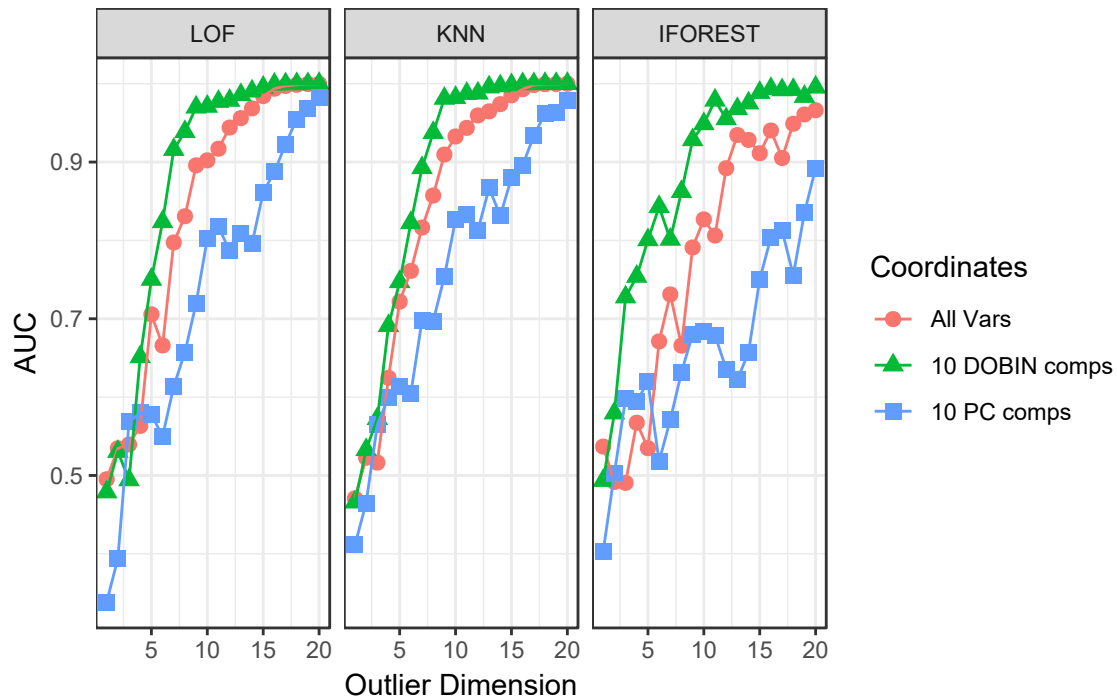 LOF KNN IFOREST
AUC
0.9
0.7
0.5
5 10 15 20 5 10 15 20 5 10 15 20
Outlier Dimension
Coordinates
All Vars
10 DOBIN comps
10 PC comps